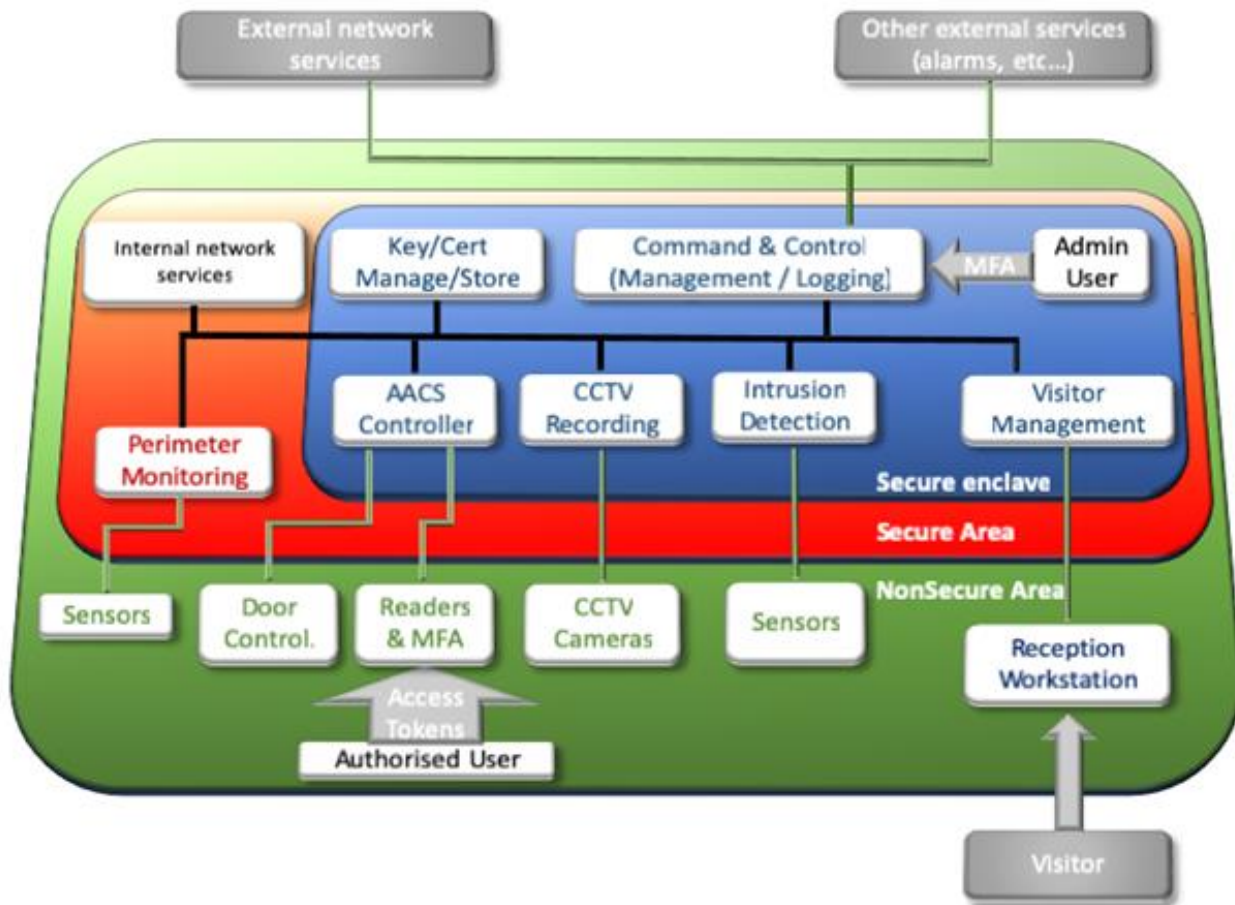 External network
services
Other external services
(alarms, etc...)
Internal network
services
Key/Cert
Manage/Store
Command & Control
(Management / Logging)
MFA
Admin
User
AACS
Controller
CCTV
Recording
Intrusion
Detection
Visitor
Management
Perimeter
Monitoring
Secure enclave
Secure Area
NonSecure Area
Sensors
Door
Control.
Readers
& MFA
CCTV
Cameras
Sensors
Reception
Workstation
Access
Tokens
Authorised User
Visitor